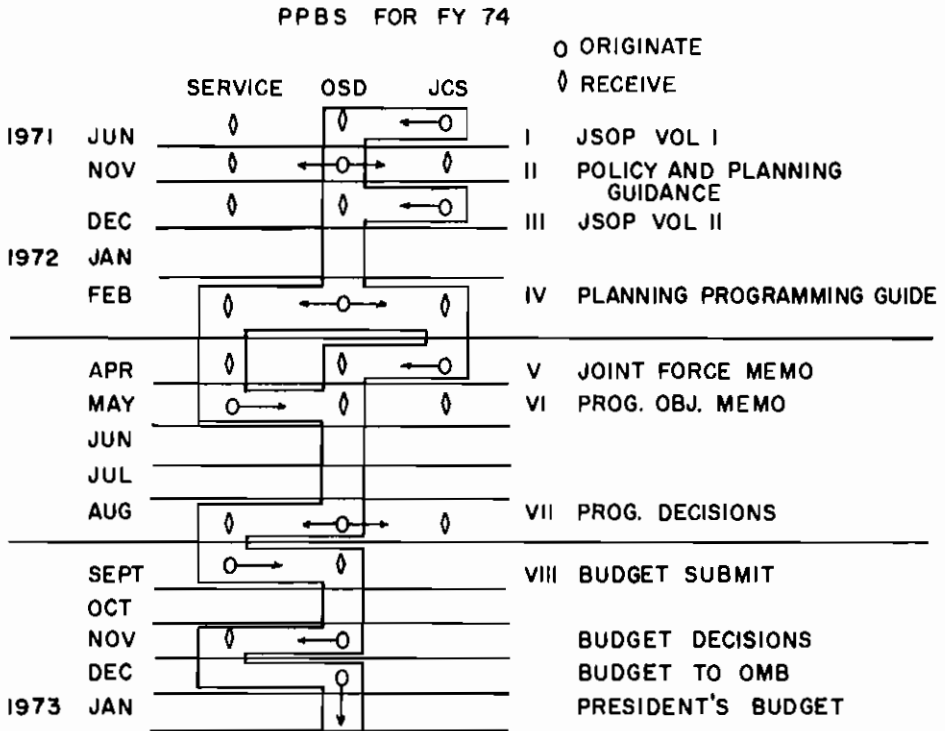 PPBS FOR FY 74
O ORIGINATE
◊ RECEIVE
SERVICE OSD JCS
1971 JUN I JSOP VOL I
NOV II POLICY AND PLANNING
GUIDANCE
DEC III JSOP VOL II
1972 JAN
FEB IV PLANNING PROGRAMMING GUIDE
APR V JOINT FORCE MEMO
MAY VI PROG. OBJ. MEMO
JUN
JUL
AUG VII PROG. DECISIONS
SEPT VIII BUDGET SUBMIT
OCT
NOV BUDGET DECISIONS
DEC BUDGET TO OMB
1973 JAN PRESIDENT'S BUDGET